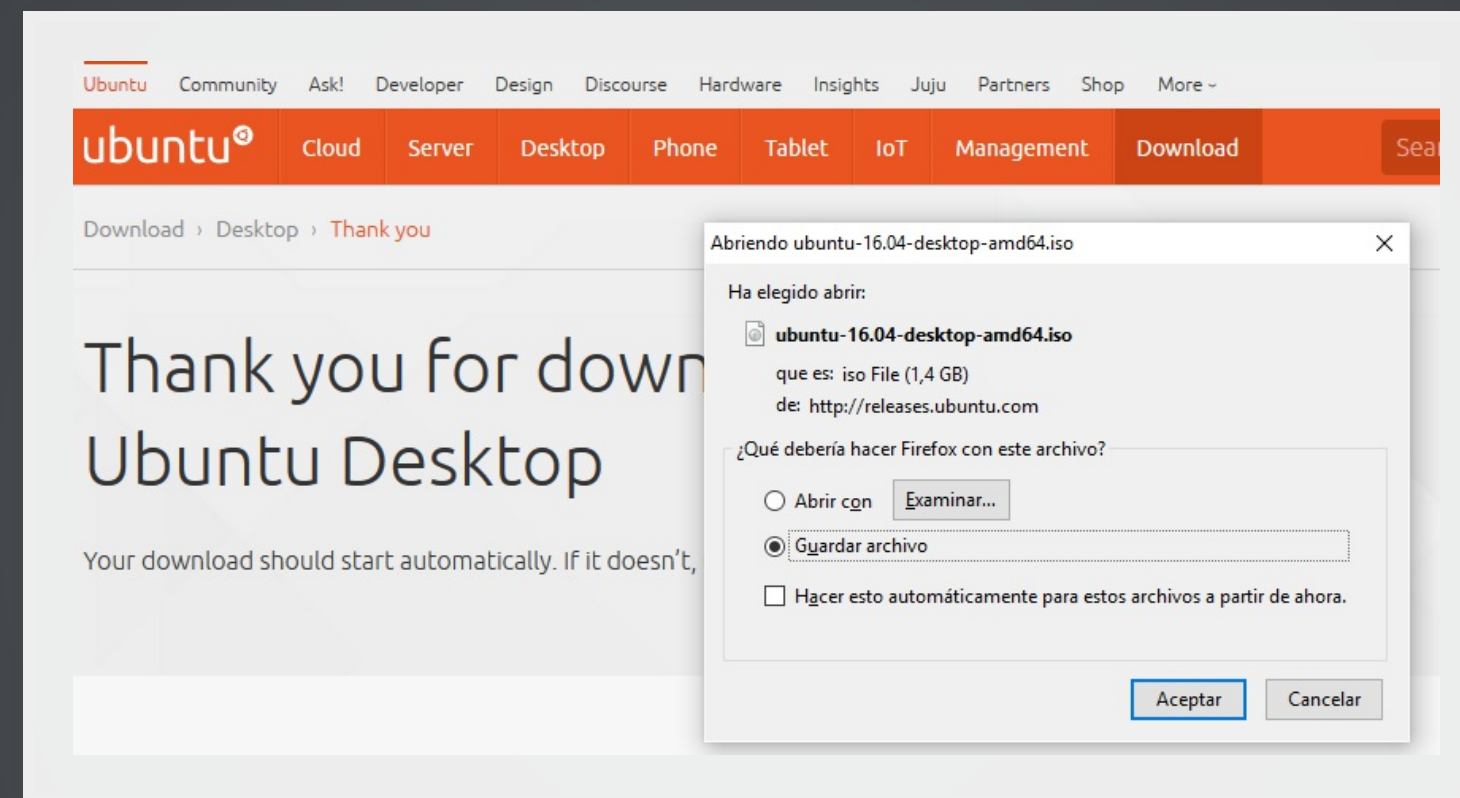 Ubuntu Community Ask! Developer Design Discourse Hardware Insights Juju Partners Shop More
ubuntu Cloud Server Desktop Phone Tablet IoT Management Download Sea
Download › Desktop › Thank you
Thank you for down
Ubuntu Desktop
Your download should start automatically. If it doesn’t,
Abriendo ubuntu-16.04-desktop-amd64.iso
Ha elegido abrir:
ubuntu-16.04-desktop-amd64.iso
que es: iso File (1,4 GB)
de: http://releases.ubuntu.com
¿Qué debería hacer Firefox con este archivo?
Abrir con Examinar...
Guardar archivo
Hacer esto automáticamente para estos archivos a partir de ahora.
Aceptar Cancelar